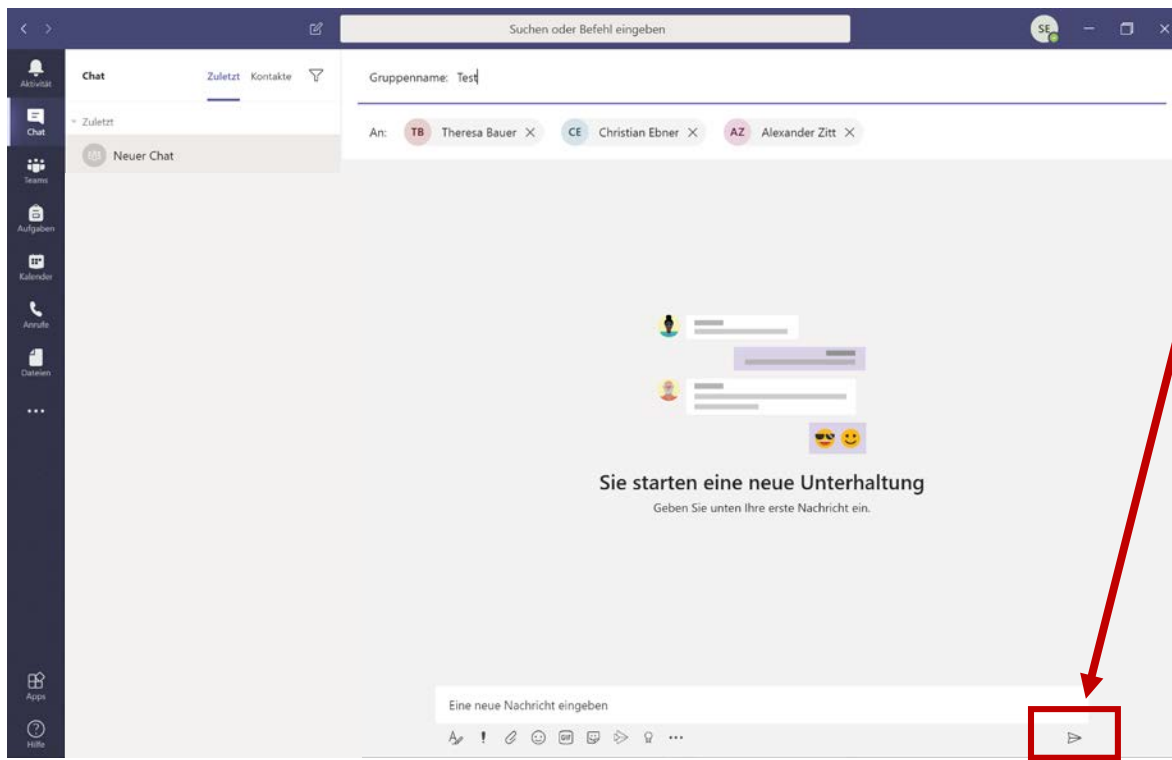 Suchen oder Befehl eingeben
SE
Aktivität
Chat
Teams
Aufgaben
Kalender
Anrufe
Dateien
Apps
Hilfe
Chat Zuletzt Kontakte
Zuletzt
Neuer Chat
Gruppenname: Test
An: TB Theresa Bauer CE Christian Ebner AZ Alexander Zitt
Sie starten eine neue Unterhaltung
Geben Sie unten Ihre erste Nachricht ein.
Eine neue Nachricht eingeben
GIF